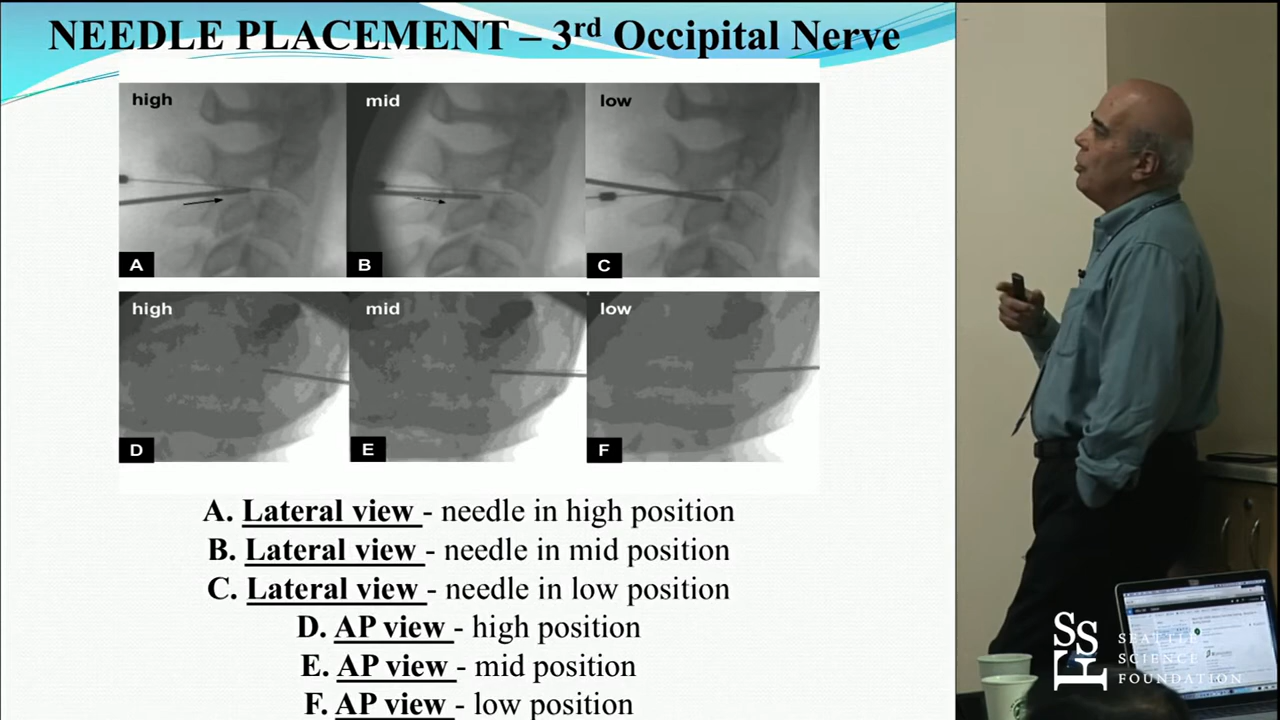 NEEDLE PLACEMENT – 3rd Occipital Nerve
high
mid
low
A
B
C
high
mid
low
D
E
F
A. Lateral view - needle in high position
B. Lateral view - needle in mid position
C. Lateral view - needle in low position
D. AP view - high position
E. AP view - mid position
F. AP view - low position
SSF
SEATTLE
SCIENCE
FOUNDATION